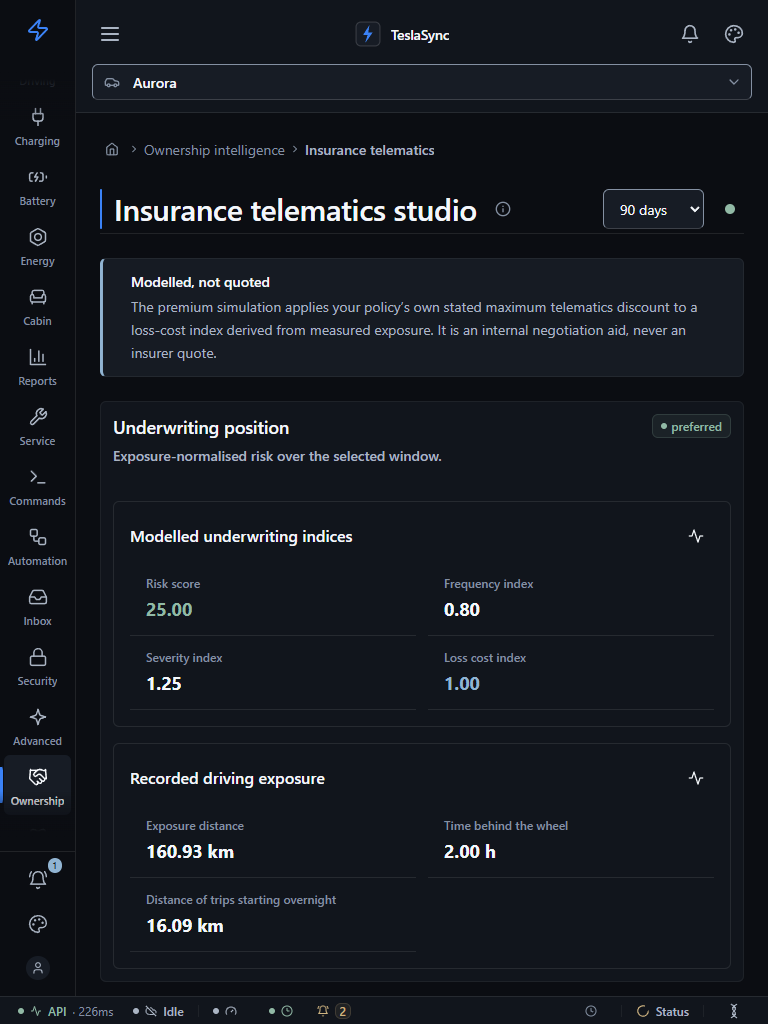 TeslaSync
Aurora
Charging
Battery
Energy
Cabin
Reports
Service
Commands
Automation
Inbox
Security
Advanced
Ownership
1
Ownership intelligence > Insurance telematics
Insurance telematics studio
90 days
Modelled, not quoted
The premium simulation applies your policy’s own stated maximum telematics discount to a
loss-cost index derived from measured exposure. It is an internal negotiation aid, never an
insurer quote.
Underwriting position
preferred
Exposure-normalised risk over the selected window.
Modelled underwriting indices
Risk score
25.00
Frequency index
0.80
Severity index
1.25
Loss cost index
1.00
Recorded driving exposure
Exposure distance
160.93 km
Time behind the wheel
2.00 h
Distance of trips starting overnight
16.09 km
API · 226ms
Idle
2
Status